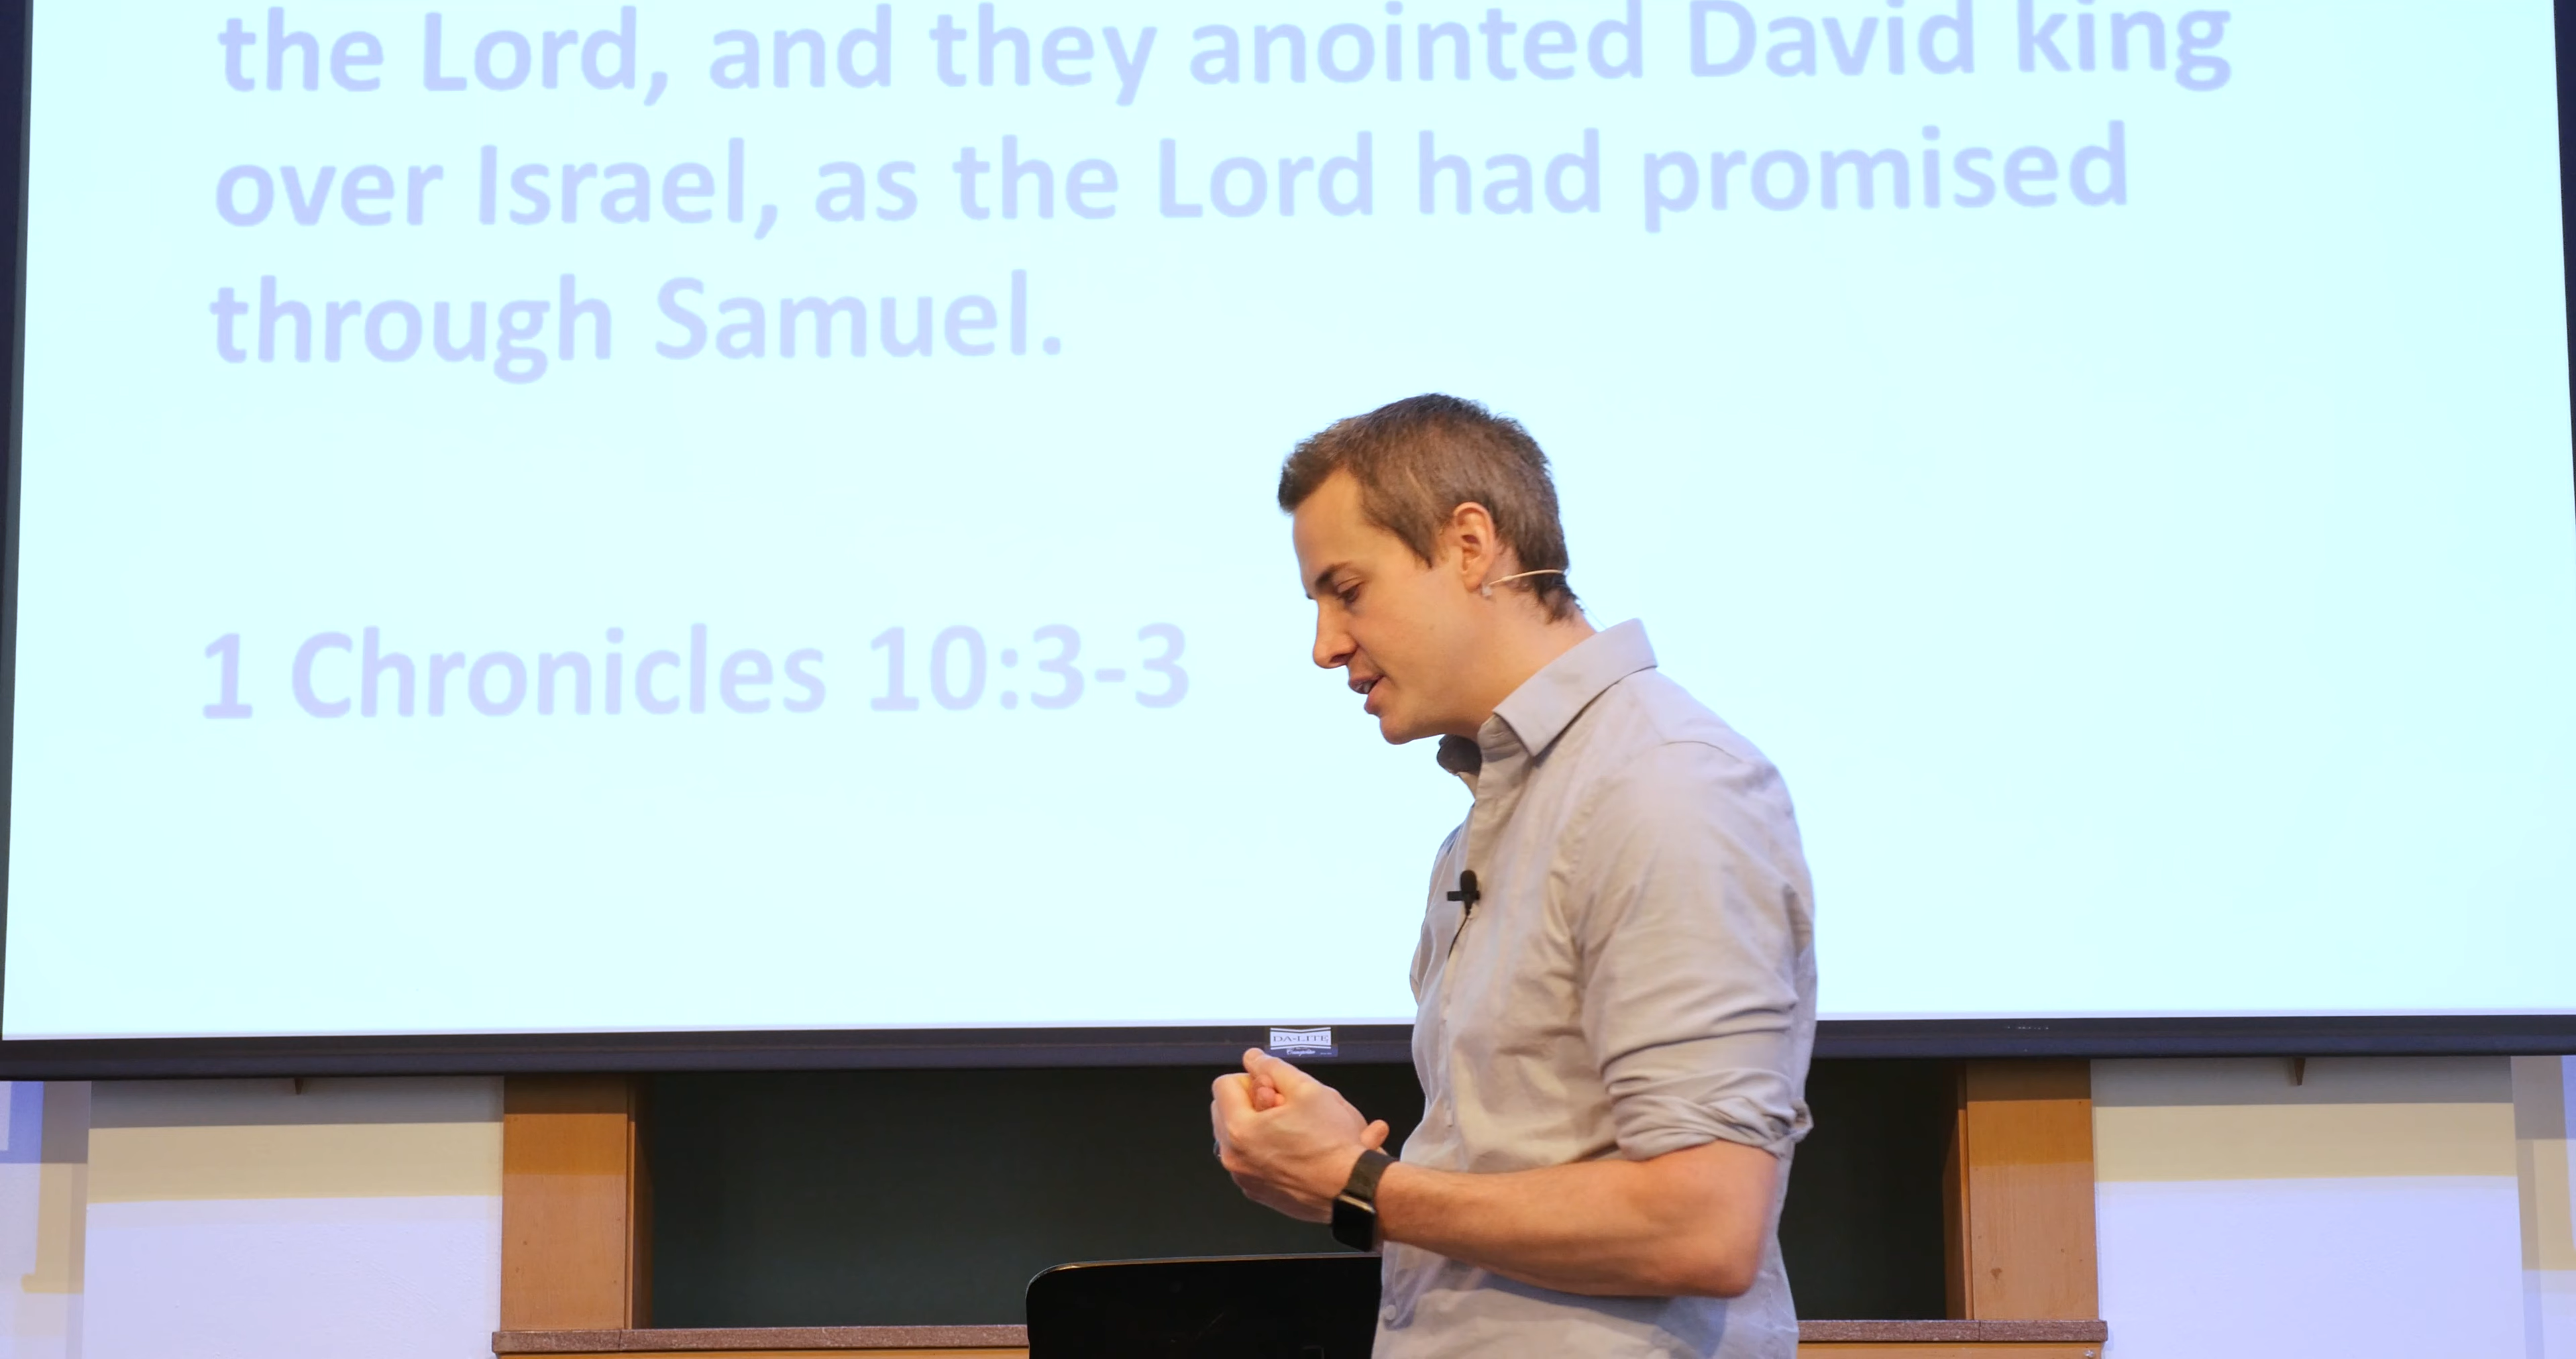 the Lord, and they anointed David king
over Israel, as the Lord had promised
through Samuel.
1 Chronicles 10:3-3
DA-LITE